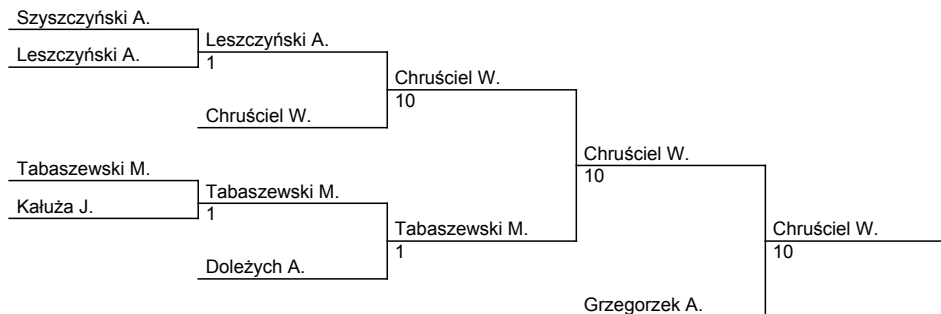 Szyszczyński A.
Leszczyński A.
Leszczyński A.
1
Chruściel W.
10
Chruściel W.
Chruściel W.
10
Tabaszewski M.
Tabaszewski M.
Kałuża J.
1
Tabaszewski M.
1
Chruściel W.
10
Doleżych A.
Grzegorzek A.